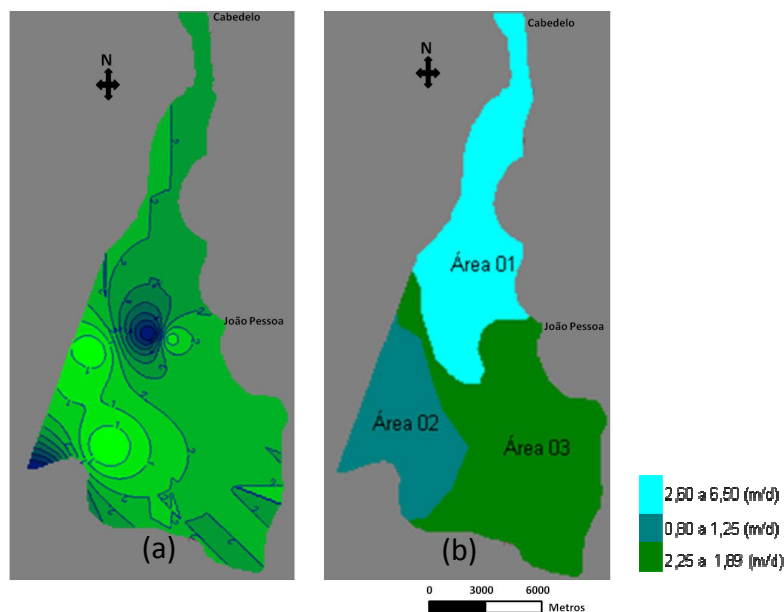 Cabedelo
N
João Pessoa
(a)
Cabedelo
N
Área 01
João Pessoa
Área 02
Área 03
(b)
2,60 a 6,50 (m/d)
0,80 a 1,25 (m/d)
2,25 a 1,89 (m/d)
0 3000 6000
Metros